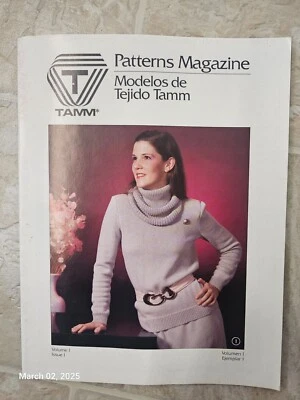 Patterns Magazine
Modelos de
Tejido Tamm
TAMM®
1
Volume 1
Issue 1
Volumen 1
Ejemplar 1
March 02, 2025